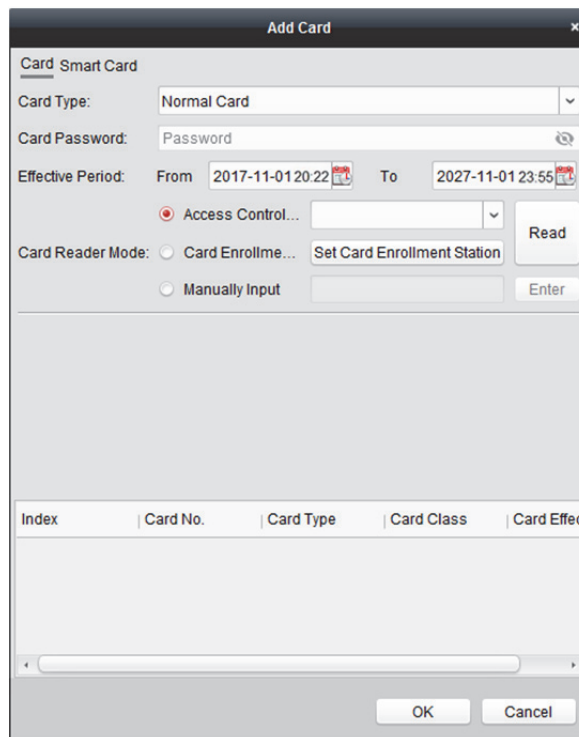 Add Card
Card Smart Card
Card Type: Normal Card
Card Password: Password
Effective Period: From 2017-11-01 20:22 To 2027-11-01 23:55
Access Control...
Read
Card Reader Mode: Card Enrollme... Set Card Enrollment Station
Manually Input Enter
Index Card No. Card Type Card Class Card Effec
OK Cancel